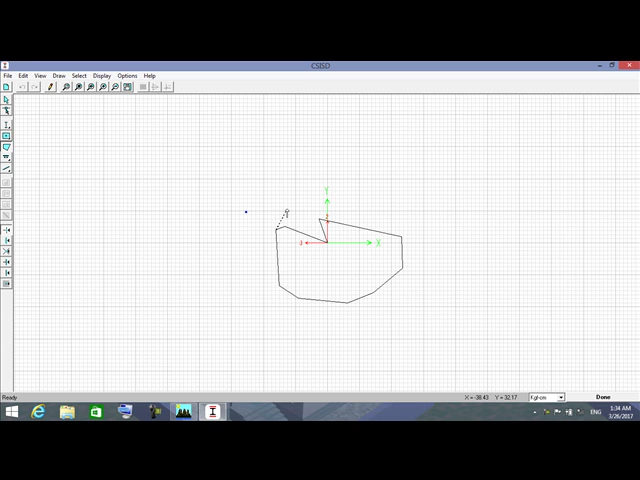 CSISD
File Edit View Draw Select Display Options Help
Y
2
3
X
Ready
X = -38.43 Y = 32.17
Kgf-cm
Done
ENG
1:34 AM
3/26/2017